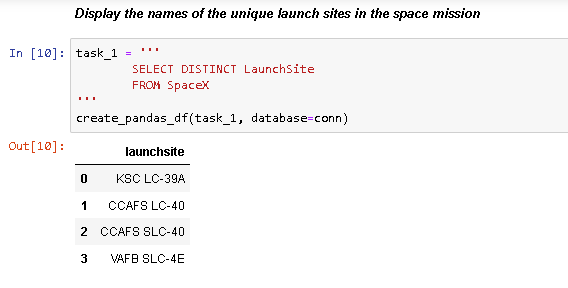 Display the names of the unique launch sites in the space mission
In [10]: task_1 = '''
SELECT DISTINCT LaunchSite
FROM SpaceX
'''
create_pandas_df(task_1, database=conn)
Out[10]:
launchsite
0 KSC LC-39A
1 CCAFS LC-40
2 CCAFS SLC-40
3 VAFB SLC-4E